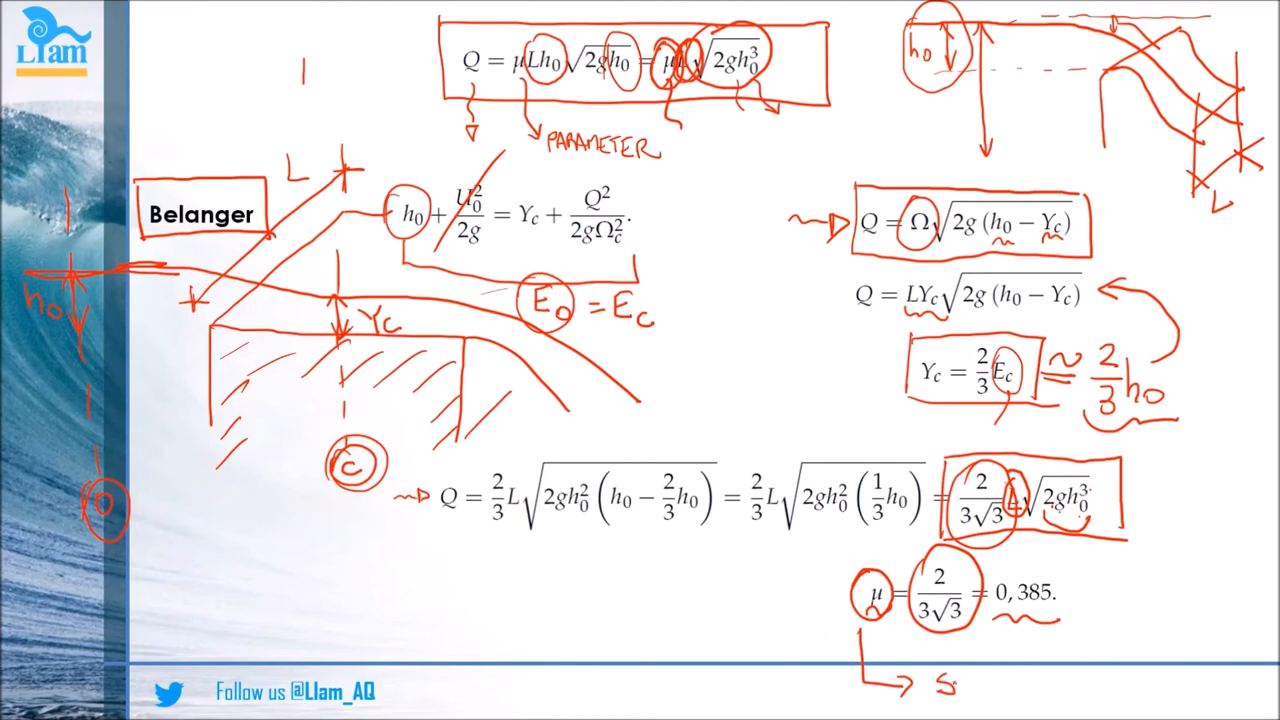 LIam
Q = μLh₀√(2gh₀) = μL√(2gh₀³)
h₀
PARAMETER
L
Belanger
h₀ + U₀²/2g = Y_c + Q²/2gΩ_c².
L
Q = Ω√(2g (h₀ − Y_c))
h₀
Y_c
E₀ = E_c
Q = LY_c√(2g (h₀ − Y_c))
Y_c = 2/3 E_c ≅ 2/3 h₀
C
Q = 2/3 L√(2gh₀² (h₀ − 2/3 h₀)) = 2/3 L√(2gh₀² (1/3 h₀)) = 2/(3√3) L√(2gh₀³)
0
μ = 2/(3√3) = 0, 385.
S
Follow us @LIam_AQ